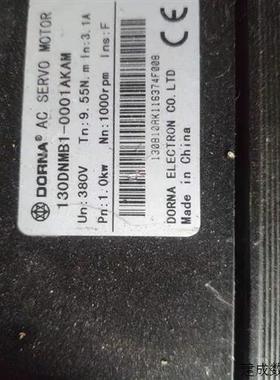 DORNA® AC SERVO MOTOR
130DNMB1-0001AKAM
Un:380V Tn:9.55N.m In:3.1A
Pn:1.0kw Nn:1000rpm Ins:F
130B10AK116374F008
DORNA ELECTRON CO.LTD
Made in China